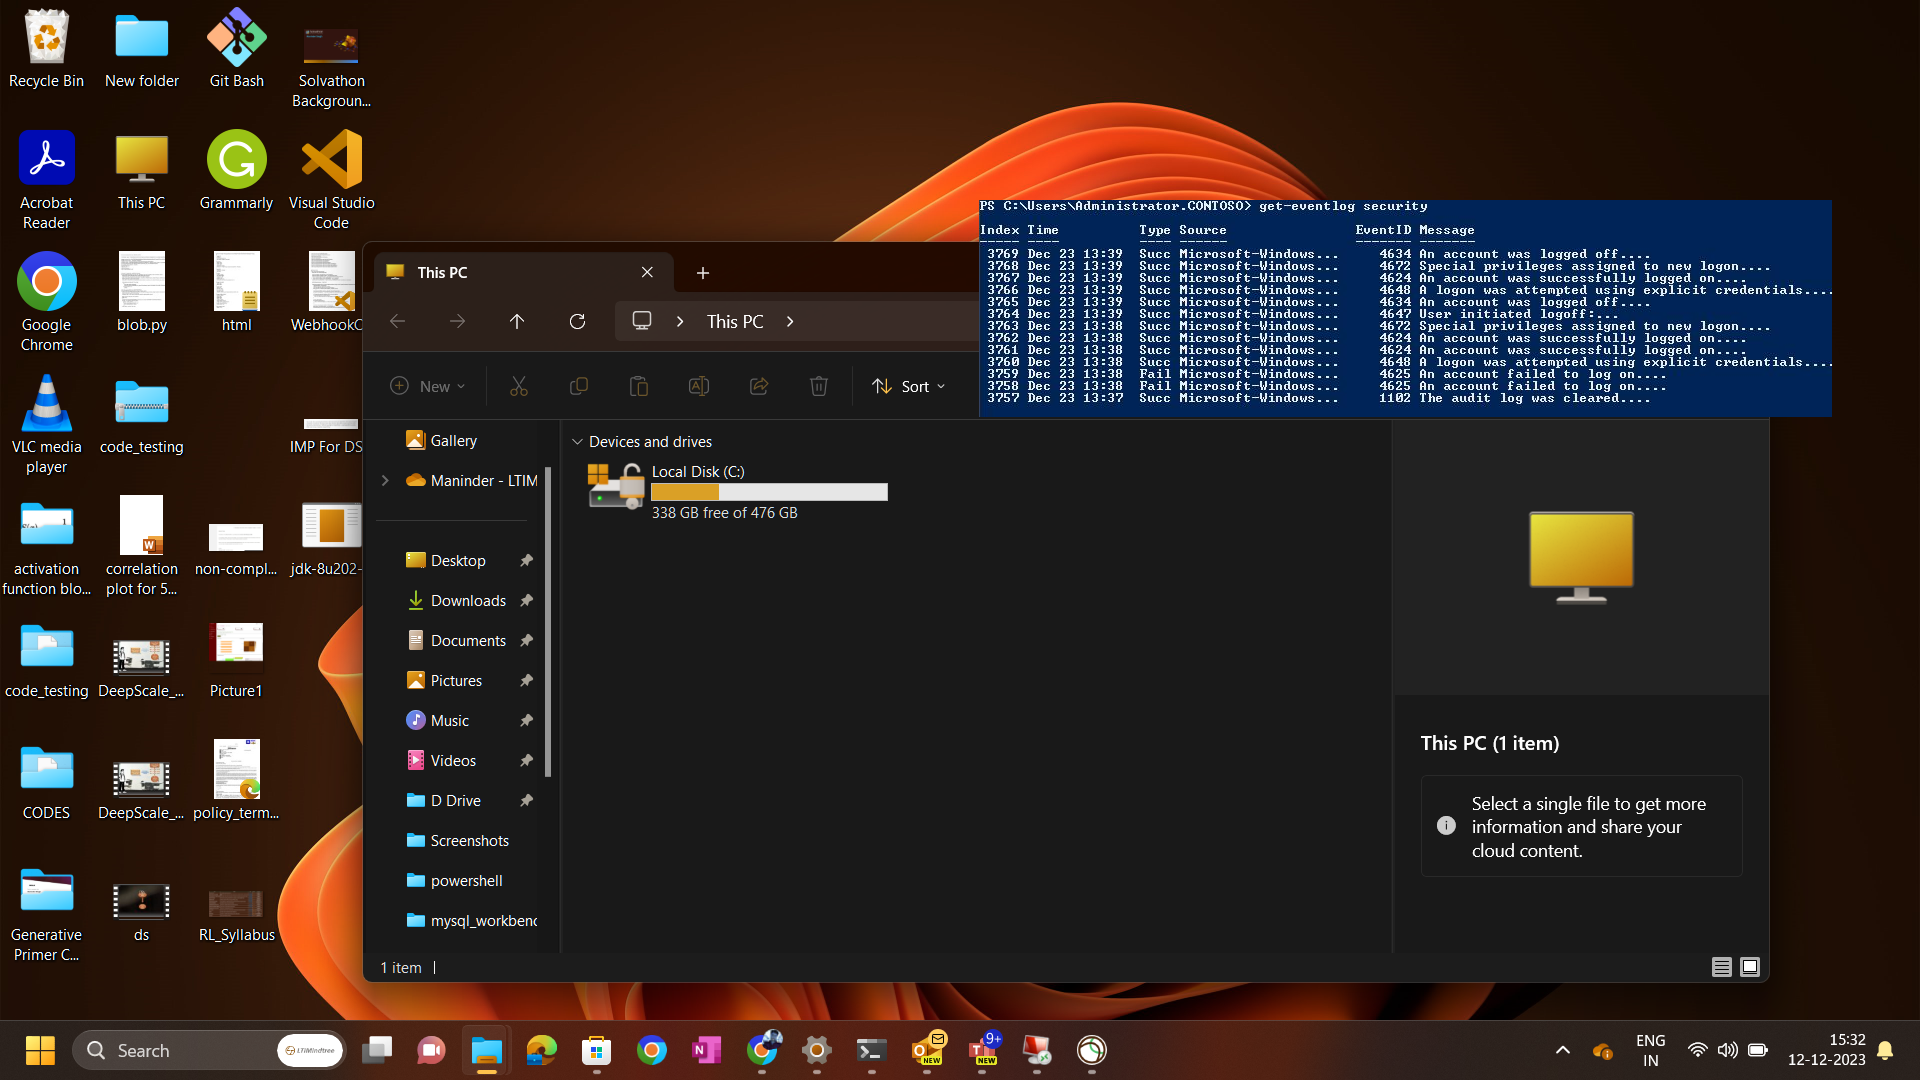 Recycle Bin
New folder
Git Bash
Solvathon
Backgroun...
Acrobat
Reader
This PC
Grammarly
Visual Studio
Code
Google
Chrome
blob.py
html
WebhookC
VLC media
player
code_testing
IMP For DS
activation
function blo...
correlation
plot for 5...
non-compl...
jdk-8u202-
code_testing
DeepScale_...
Picture1
CODES
DeepScale_...
policy_term...
Generative
Primer C...
ds
RL_Syllabus
PS C:\Users\Administrator.CONTOSO> get-eventlog security
Index Time Type Source EventID Message
----- ---- ---- ------ ------- -------
3769 Dec 23 13:39 Succ Microsoft-Windows... 4634 An account was logged off....
3768 Dec 23 13:39 Succ Microsoft-Windows... 4672 Special privileges assigned to new logon....
3767 Dec 23 13:39 Succ Microsoft-Windows... 4624 An account was successfully logged on....
3766 Dec 23 13:39 Succ Microsoft-Windows... 4648 A logon was attempted using explicit credentials....
3765 Dec 23 13:39 Succ Microsoft-Windows... 4634 An account was logged off....
3764 Dec 23 13:39 Succ Microsoft-Windows... 4647 User initiated logoff:...
3763 Dec 23 13:38 Succ Microsoft-Windows... 4672 Special privileges assigned to new logon....
3762 Dec 23 13:38 Succ Microsoft-Windows... 4624 An account was successfully logged on....
3761 Dec 23 13:38 Succ Microsoft-Windows... 4624 An account was successfully logged on....
3760 Dec 23 13:38 Succ Microsoft-Windows... 4648 A logon was attempted using explicit credentials....
3759 Dec 23 13:38 Fail Microsoft-Windows... 4625 An account failed to log on....
3758 Dec 23 13:38 Fail Microsoft-Windows... 4625 An account failed to log on....
3757 Dec 23 13:37 Succ Microsoft-Windows... 1102 The audit log was cleared....
This PC
This PC
New
Sort
Gallery
Maninder - LTIM
Desktop
Downloads
Documents
Pictures
Music
Videos
D Drive
Screenshots
powershell
mysql_workbenc
Devices and drives
Local Disk (C:)
338 GB free of 476 GB
This PC (1 item)
Select a single file to get more
information and share your
cloud content.
1 item
Search
LTIMindtree
NEW
9+
NEW
ENG
IN
15:32
12-12-2023